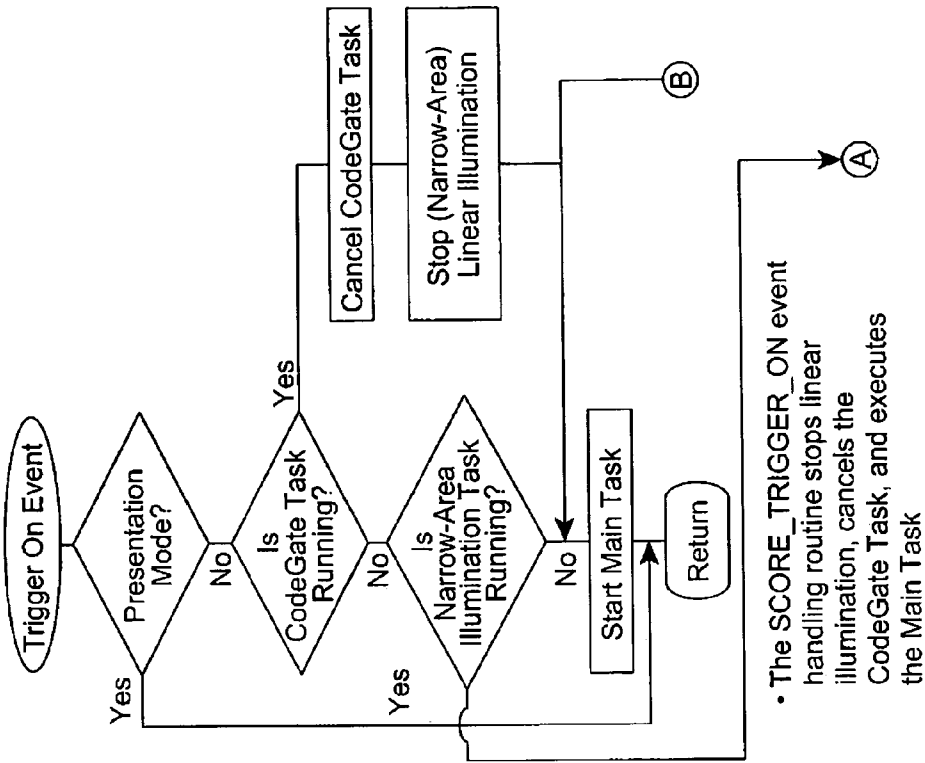 Trigger On Event
Presentation
Mode?
Yes
No
Is
CodeGate Task
Running?
Yes
No
Cancel CodeGate Task
Stop (Narrow-Area)
Linear Illumination
Is
Narrow-Area
Illumination Task
Running?
Yes
No
Start Main Task
Return
B
A
• The SCORE_TRIGGER_ON event
handling routine stops linear
illumination, cancels the
CodeGate Task, and executes
the Main Task